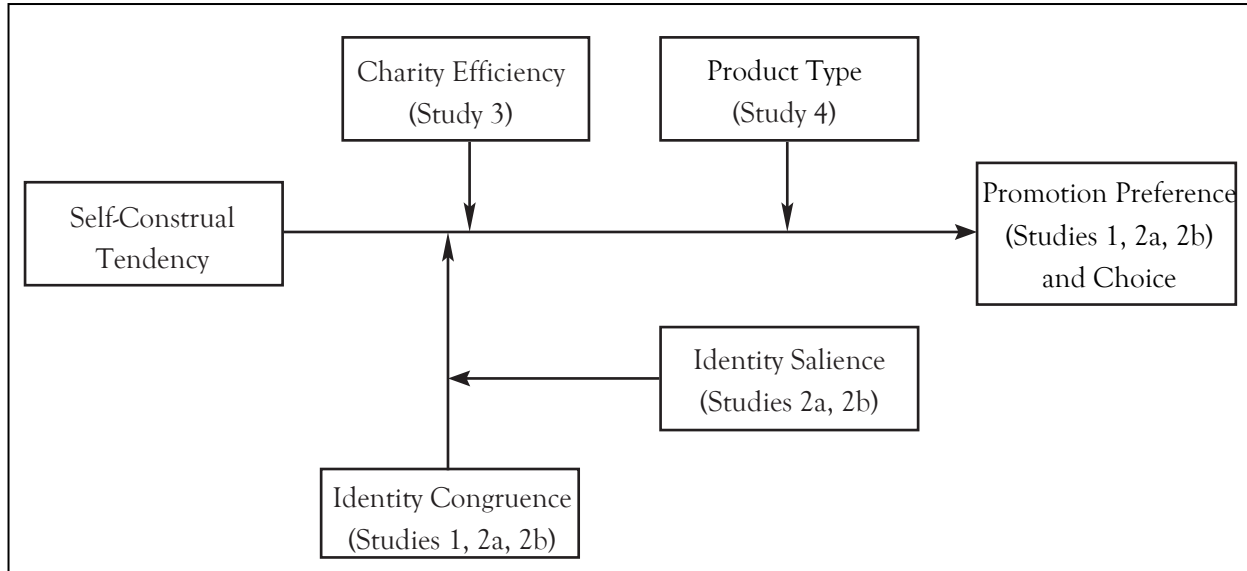 Charity Efficiency
(Study 3)
Product Type
(Study 4)
Self-Construal
Tendency
Promotion Preference
(Studies 1, 2a, 2b)
and Choice
Identity Salience
(Studies 2a, 2b)
Identity Congruence
(Studies 1, 2a, 2b)